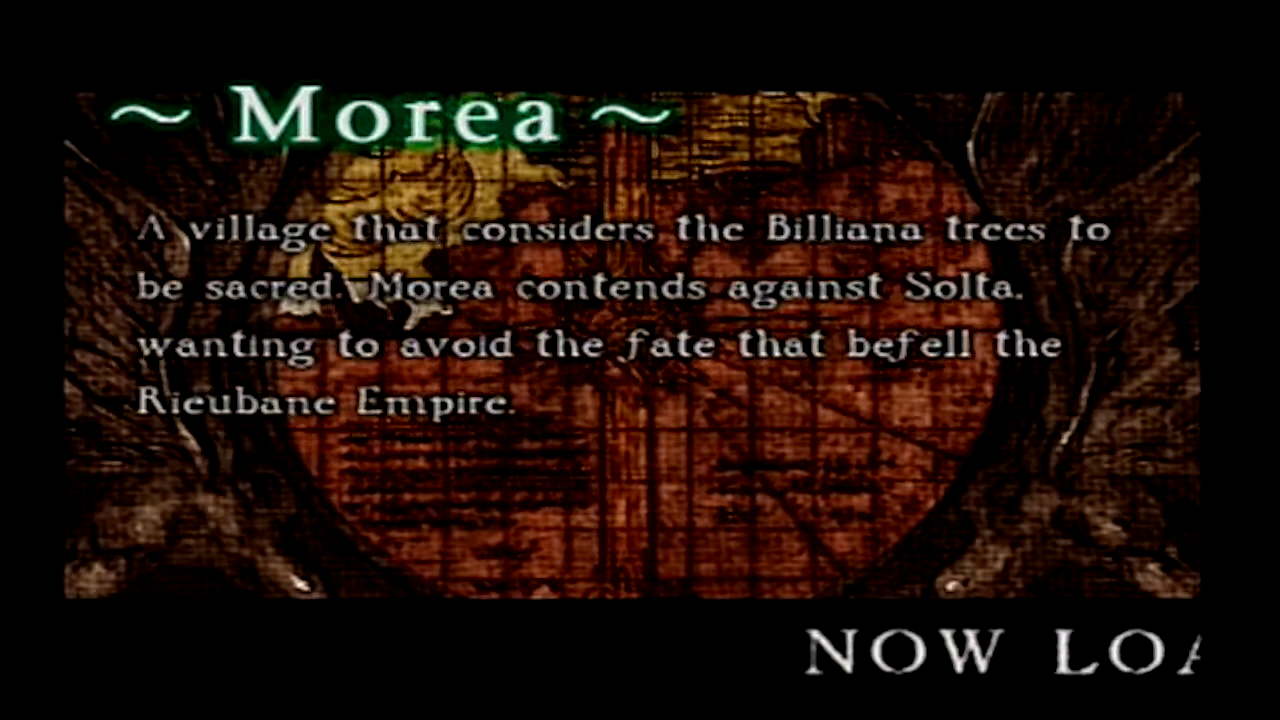 ~ Morea ~
A village that considers the Billiana trees to
be sacred. Morea contends against Solta.
wanting to avoid the fate that befell the
Rieubane Empire.
NOW LOA